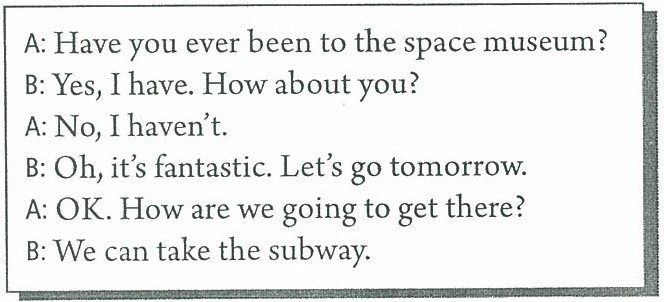 A: Have you ever been to the space museum?
B: Yes, I have. How about you?
A: No, I haven't.
B: Oh, it's fantastic. Let's go tomorrow.
A: OK. How are we going to get there?
B: We can take the subway.